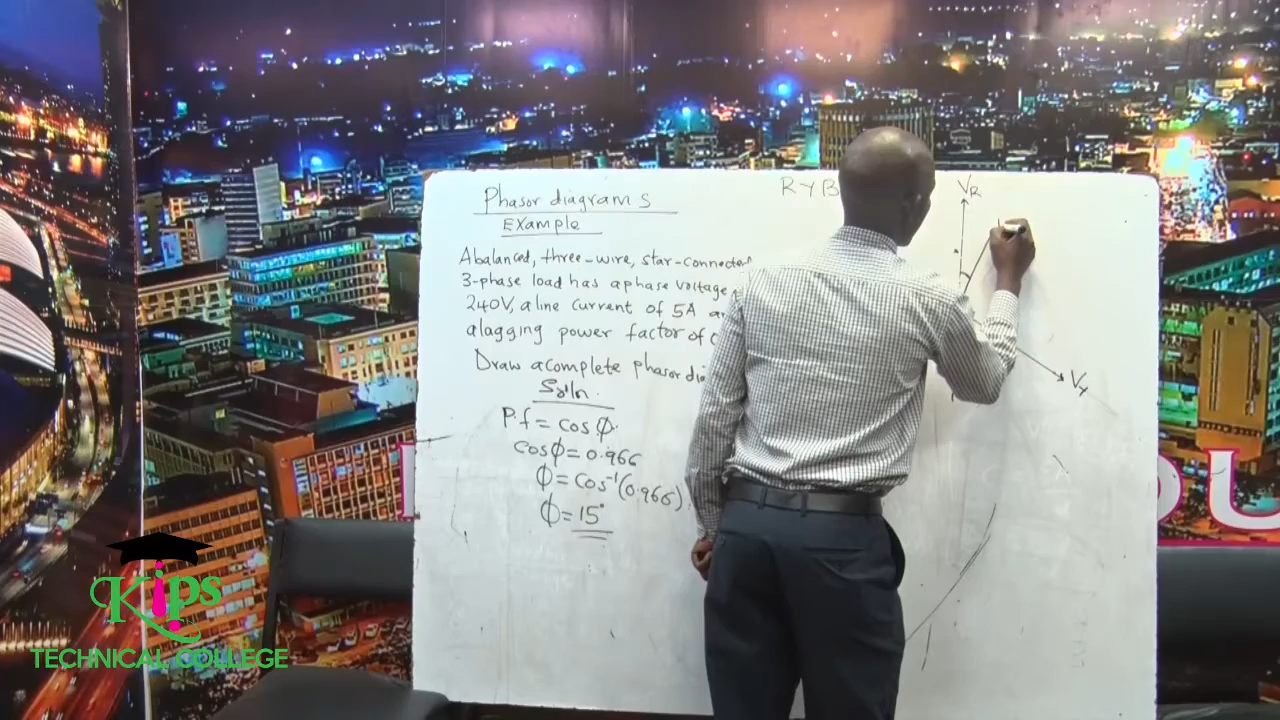 Phasor diagrams
Example
A balanced, three-wire, star-connected
3-phase load has a phase voltage
240V, a line current of 5A
a lagging power factor of
Draw a complete phasor
Soln.
P.f = cos φ.
cosφ = 0.966
φ = cos⁻¹(0.966).
φ = 15°
RYB
VR
VY
Kips
TECHNICAL COLLEGE